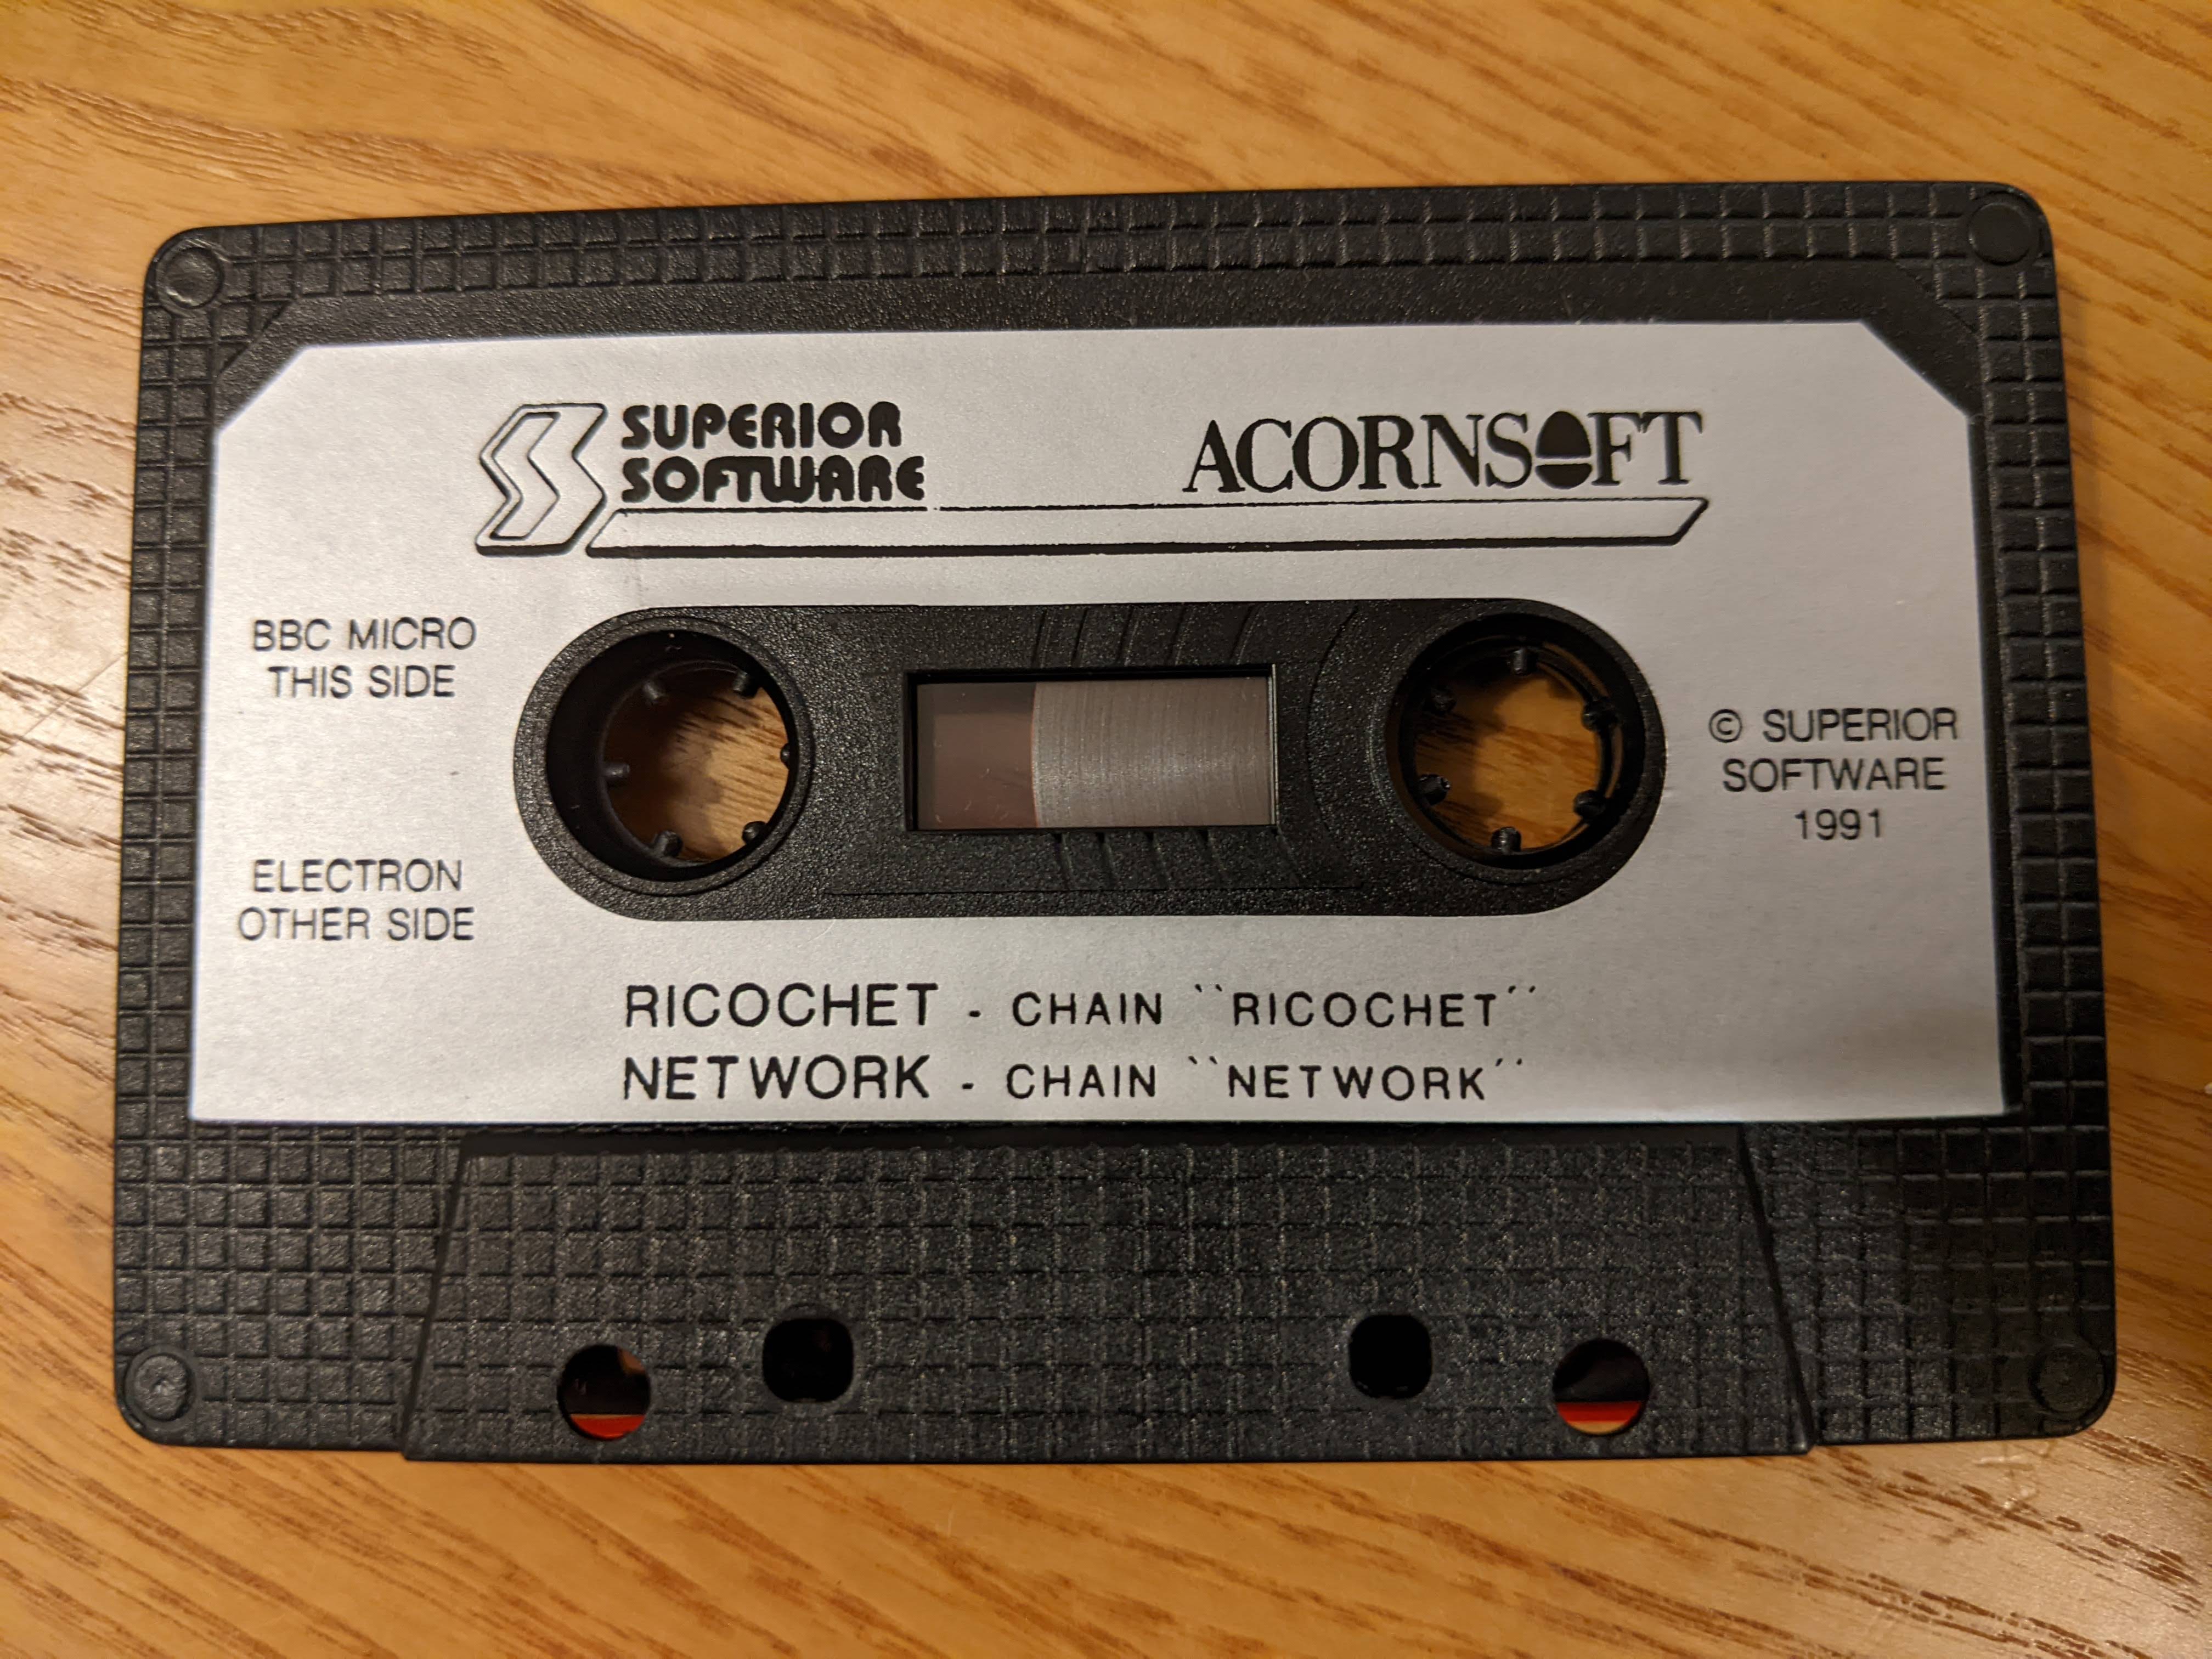 SUPERIOR
SOFTWARE
ACORNSOFT
BBC MICRO
THIS SIDE
ELECTRON
OTHER SIDE
© SUPERIOR
SOFTWARE
1991
RICOCHET - CHAIN ``RICOCHET´´
NETWORK - CHAIN ``NETWORK´´